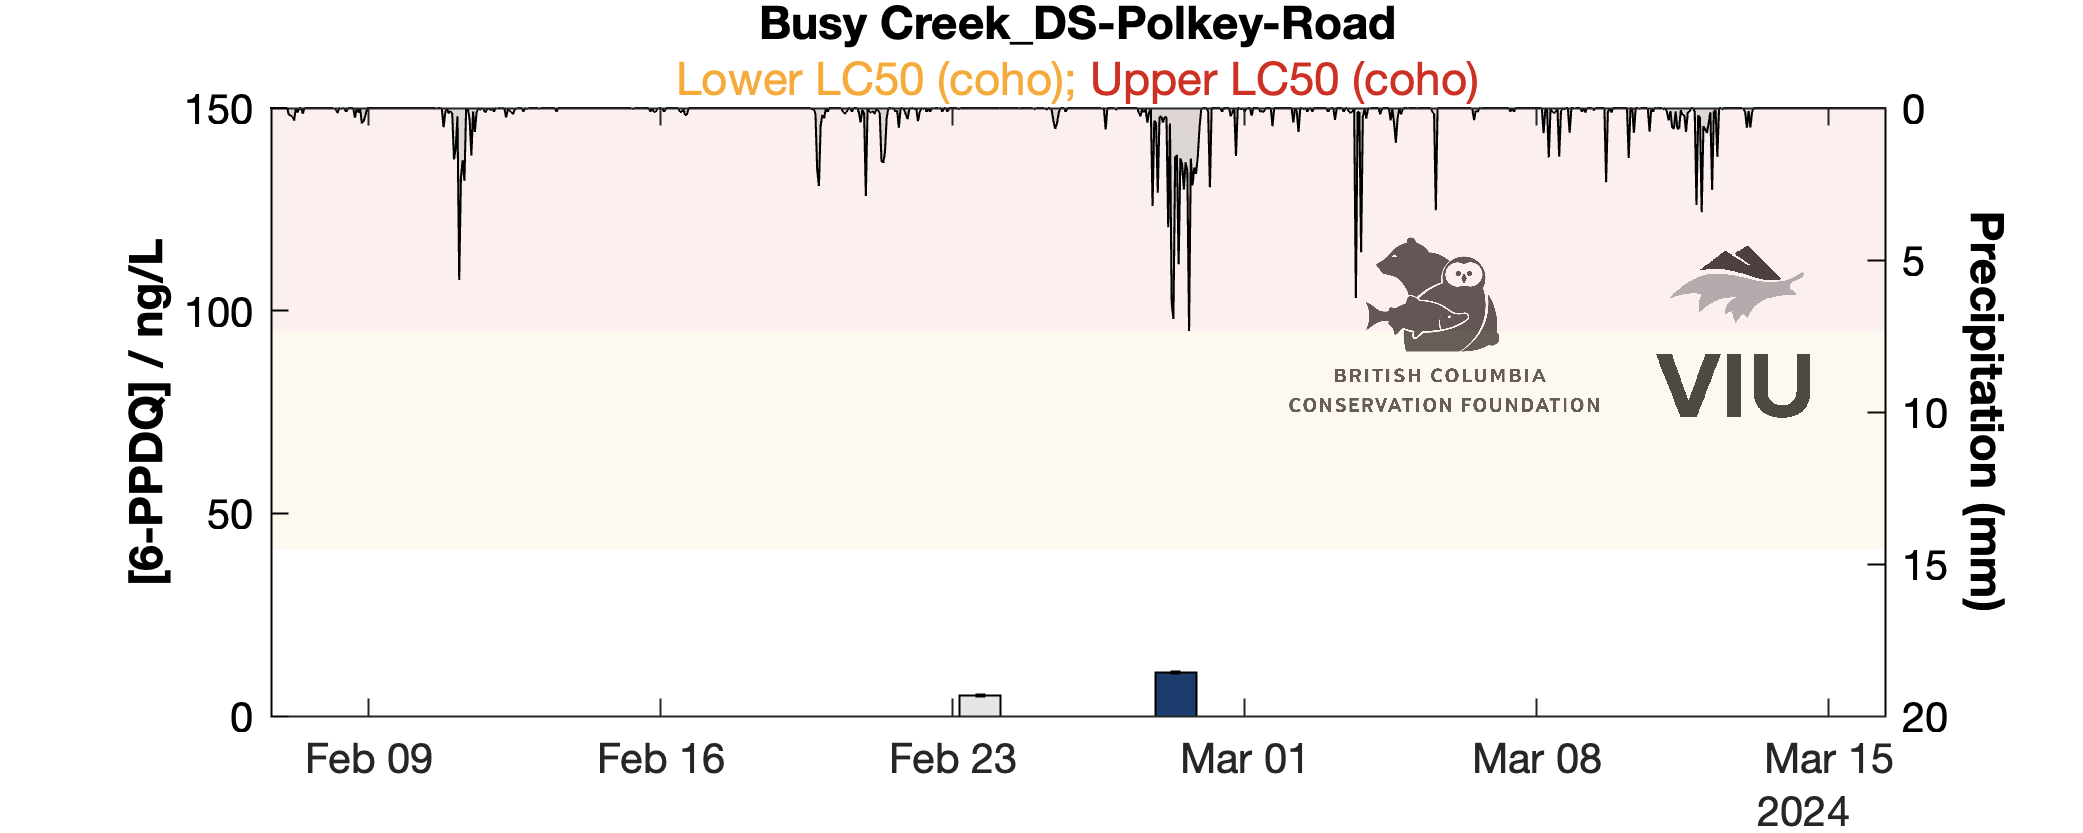 Busy Creek_DS-Polkey-Road
Lower LC50 (coho); Upper LC50 (coho)
150
100
50
0
[6-PPDQ] / ng/L
0
5
10
15
20
Precipitation (mm)
BRITISH COLUMBIA
CONSERVATION FOUNDATION
VIU
Feb 09
Feb 16
Feb 23
Mar 01
Mar 08
Mar 15
2024